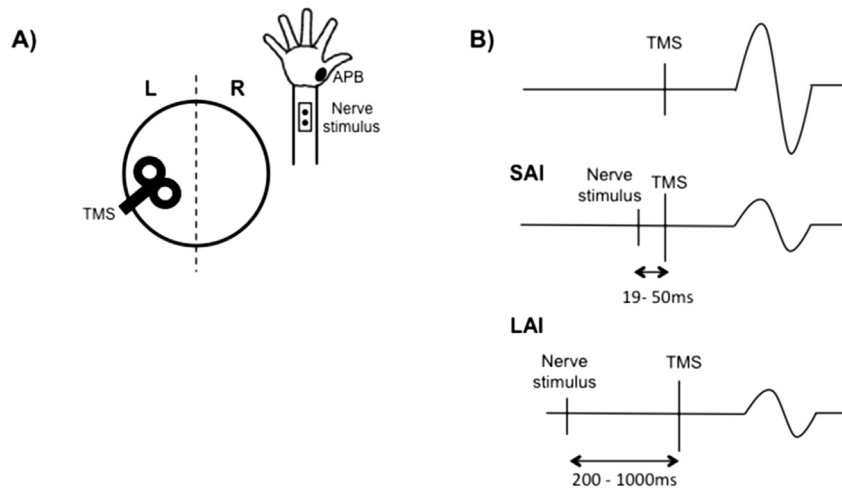 A)
L R
APB
Nerve
stimulus
TMS
B)
TMS
SAI
Nerve
stimulus
TMS
19- 50ms
LAI
Nerve
stimulus
TMS
200 - 1000ms